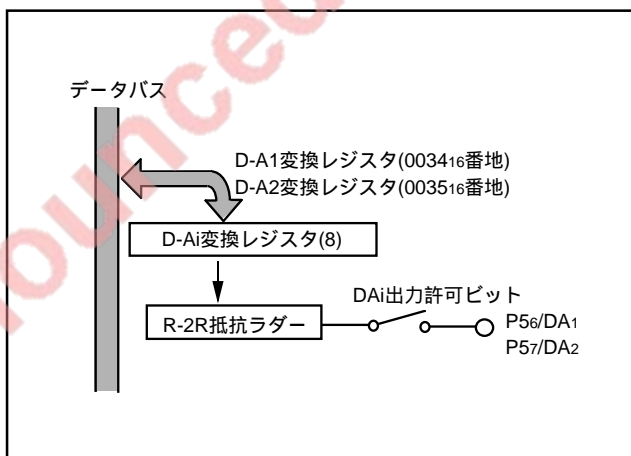 データバス
D-A1変換レジスタ(003416番地)
D-A2変換レジスタ(003516番地)
D-Ai変換レジスタ(8)
DAi出力許可ビット
R-2R抵抗ラダー
P56/DA1
P57/DA2
ounced